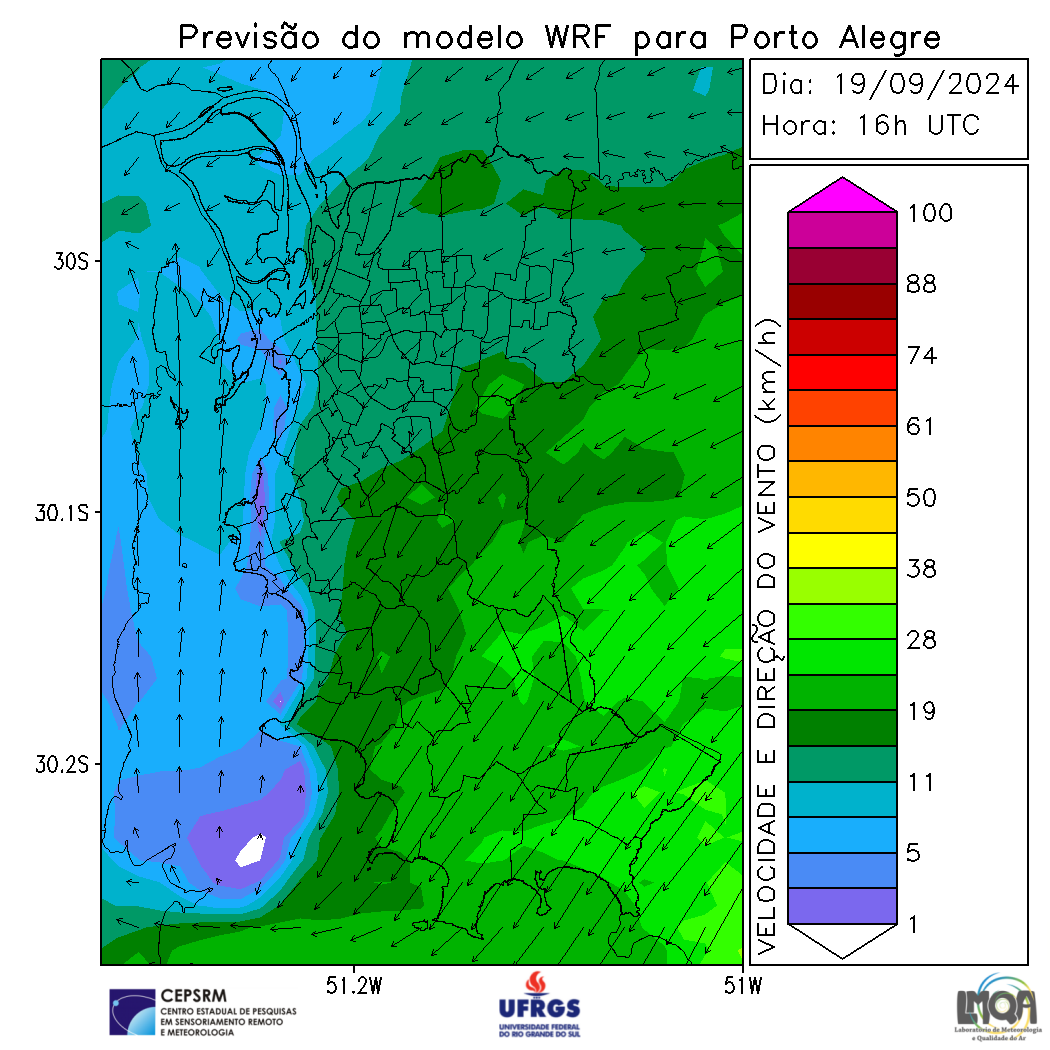 Previsão do modelo WRF para Porto Alegre
Dia: 19/09/2024
Hora: 16h UTC
30S
30.1S
30.2S
51.2W
51W
VELOCIDADE E DIREÇÃO DO VENTO (km/h)
100
88
74
61
50
38
28
19
11
5
1
CEPSRM
CENTRO ESTADUAL DE PESQUISAS
EM SENSORIAMENTO REMOTO
E METEOROLOGIA
UFRGS
UNIVERSIDADE FEDERAL
DO RIO GRANDE DO SUL
LMQA
Laboratório de Meteorologia
e Qualidade do Ar